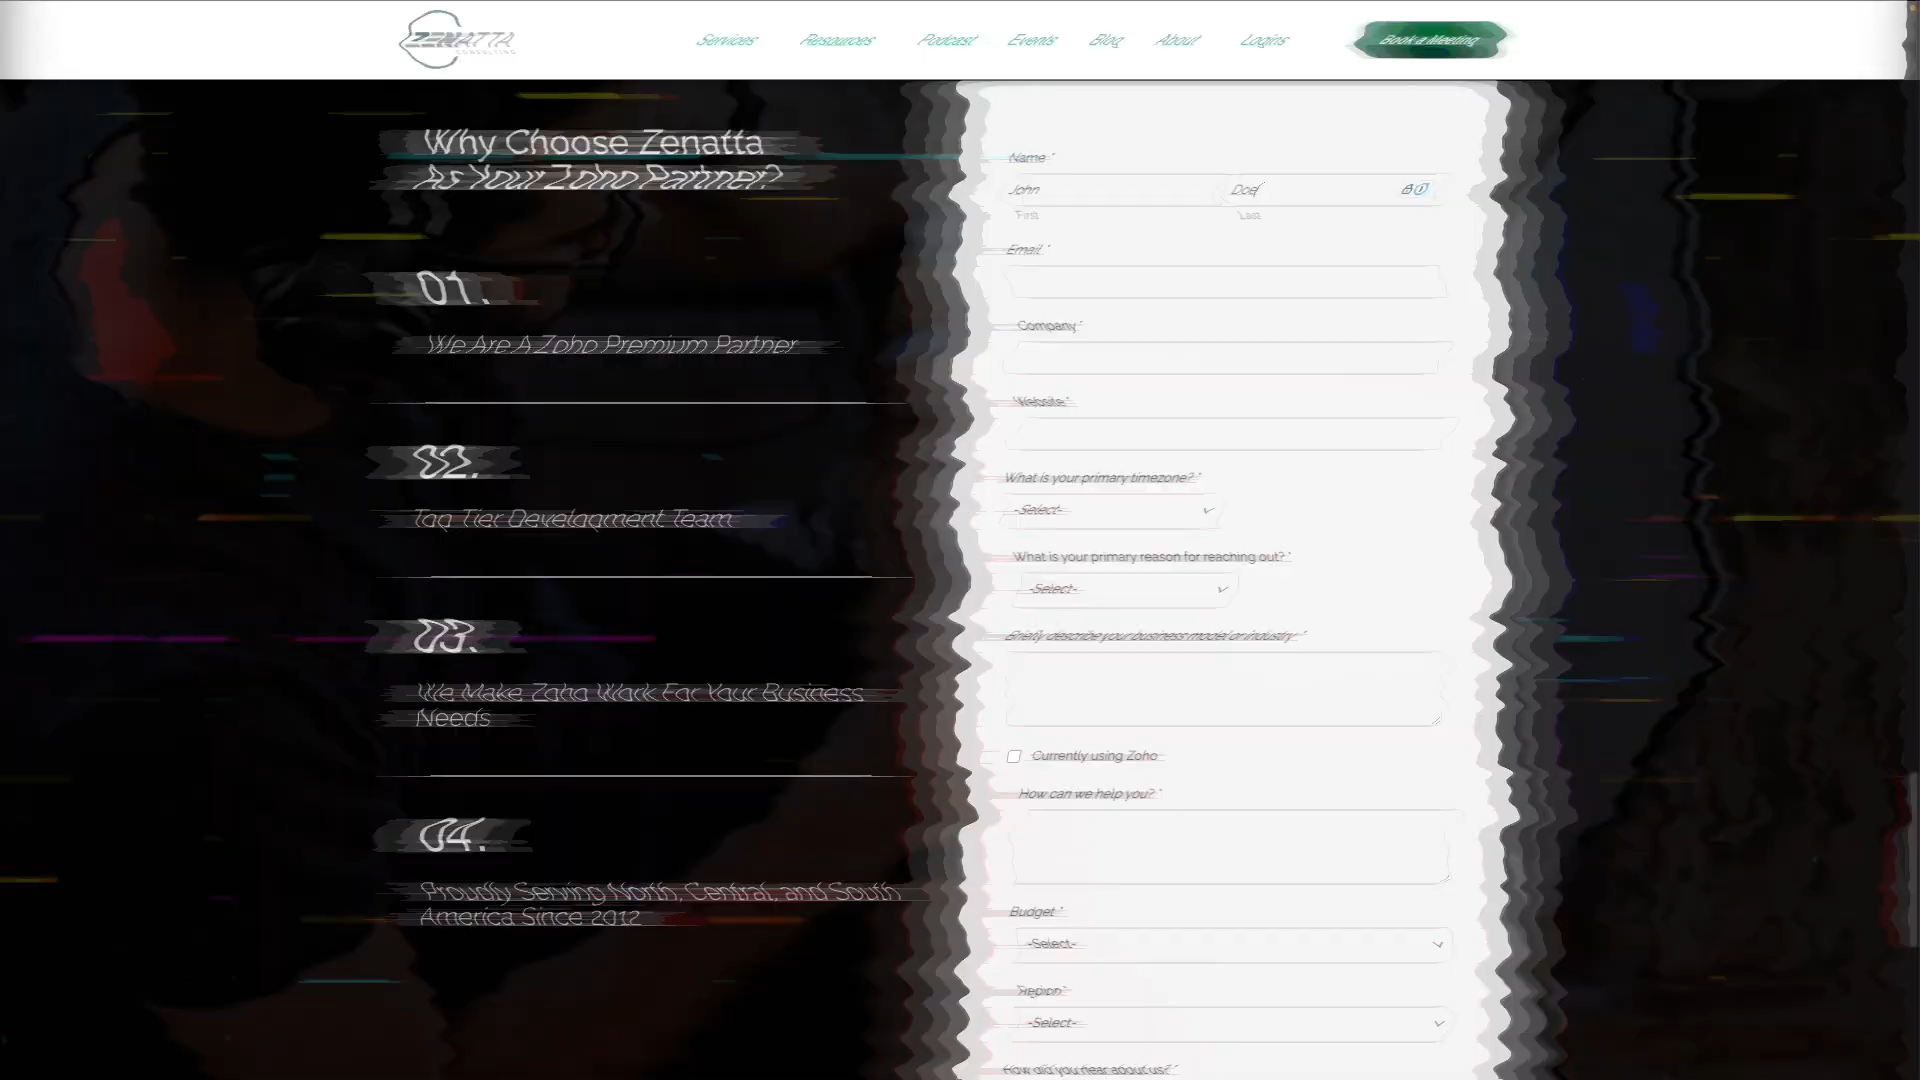 ZENATTA
CONSULTING
Services Resources Podcast Events Blog About Logins Book a Meeting
Why Choose Zenatta
As Your Zoho Partner?
01.
We Are A Zoho Premium Partner
02.
Top Tier Development Team
03.
We Make Zoho Work For Your Business
Needs
04.
Proudly Serving North, Central, and South
America Since 2012
Name *
John Doe
First Last
Email *
Company *
Website *
What is your primary timezone? *
-Select-
What is your primary reason for reaching out? *
-Select-
Briefly describe your business model or industry *
Currently using Zoho
How can we help you? *
Budget *
-Select-
Region *
-Select-
How did you hear about us? *